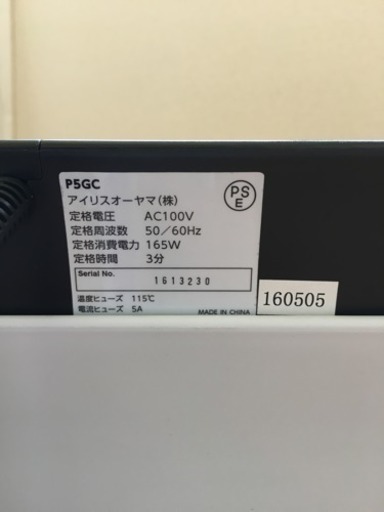 P5GC
アイリスオーヤマ(株)
定格電圧 AC100V
定格周波数 50/60Hz
定格消費電力 165W
定格時間 3分
PS
E
Serial No.
1613230
温度ヒューズ 115℃
電流ヒューズ 5A
MADE IN CHINA
160505